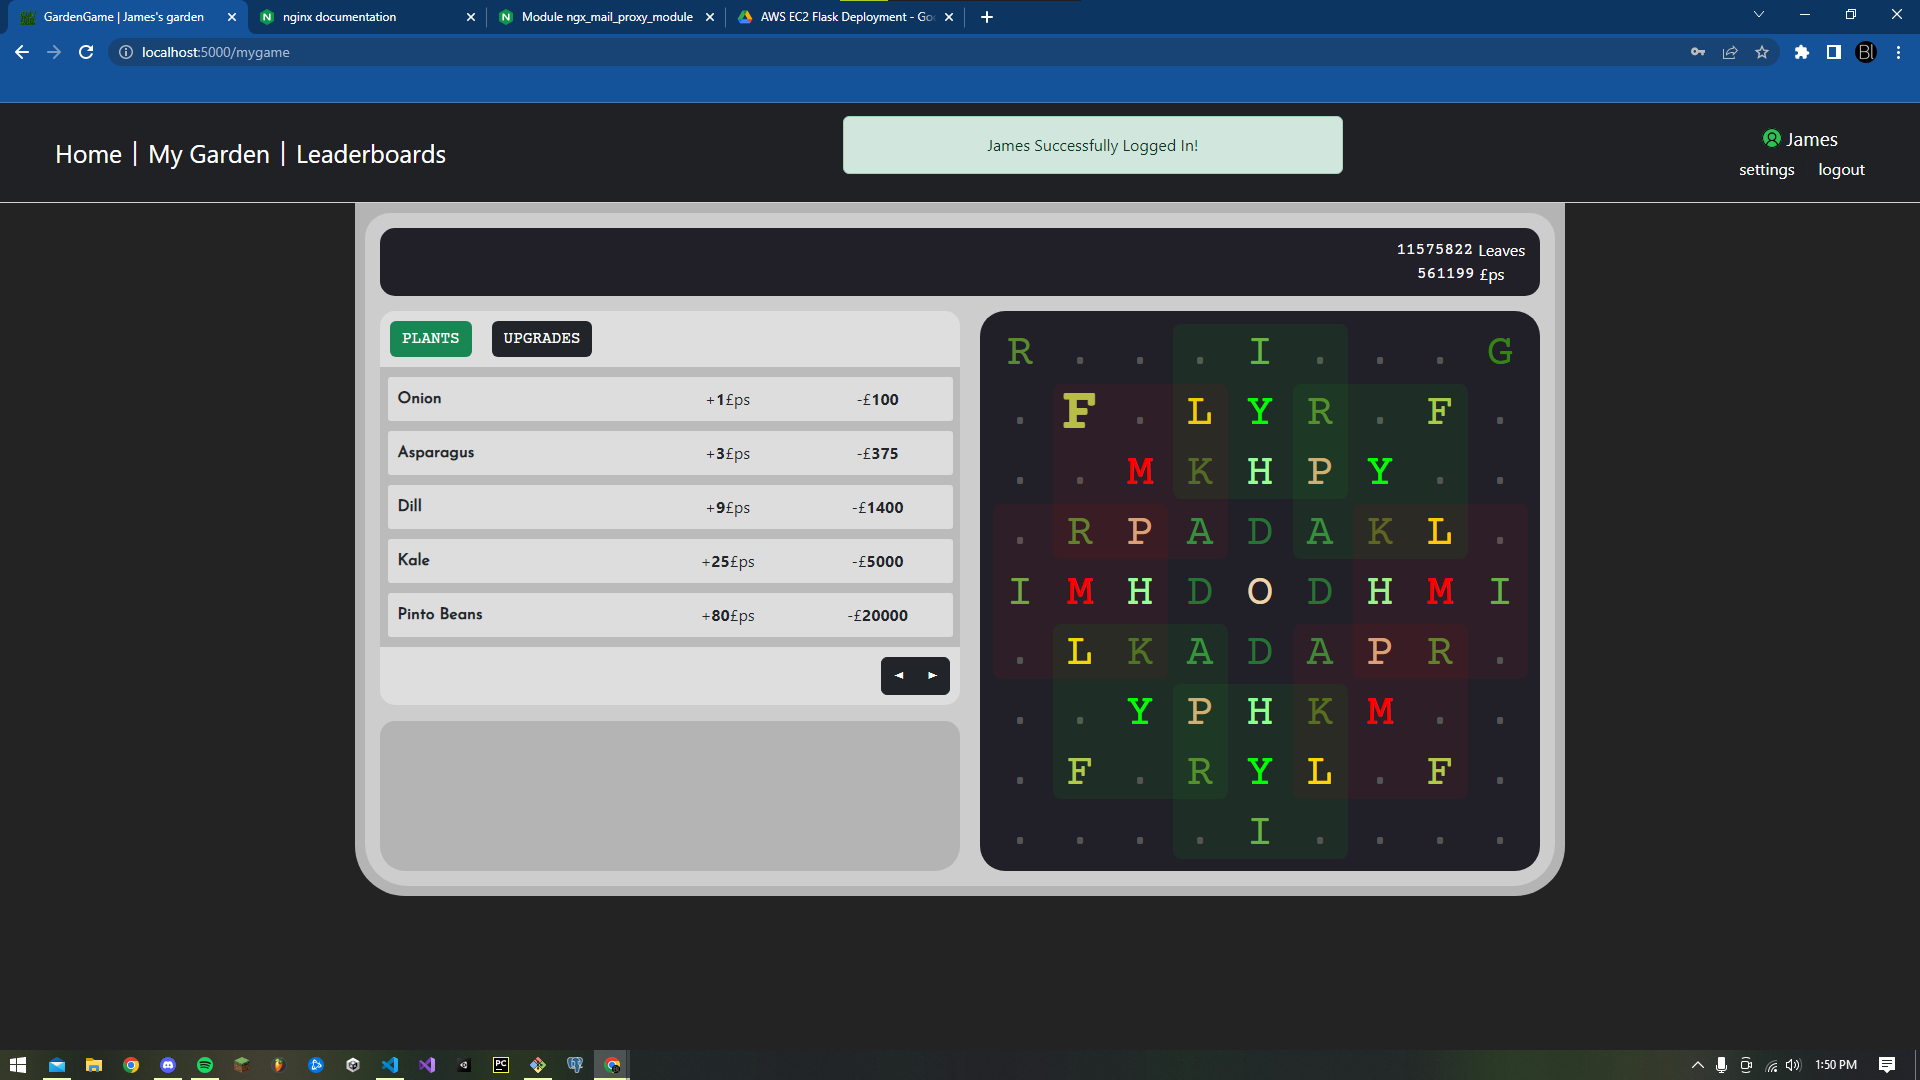 GardenGame | James's garden
nginx documentation
Module ngx_mail_proxy_module
AWS EC2 Flask Deployment - Go
localhost:5000/mygame
Bl
Home | My Garden | Leaderboards
James Successfully Logged In!
James
settings logout
11575822 Leaves
561199 £ps
PLANTS UPGRADES
Onion +1£ps -£100
Asparagus +3£ps -£375
Dill +9£ps -£1400
Kale +25£ps -£5000
Pinto Beans +80£ps -£20000
R . . . I . . . G
. F . L Y R . F .
. . M K H P Y . .
. R P A D A K L .
I M H D O D H M I
. L K A D A P R .
. . Y P H K M . .
. F . R Y L . F .
. . . . I . . . .
PC
1:50 PM